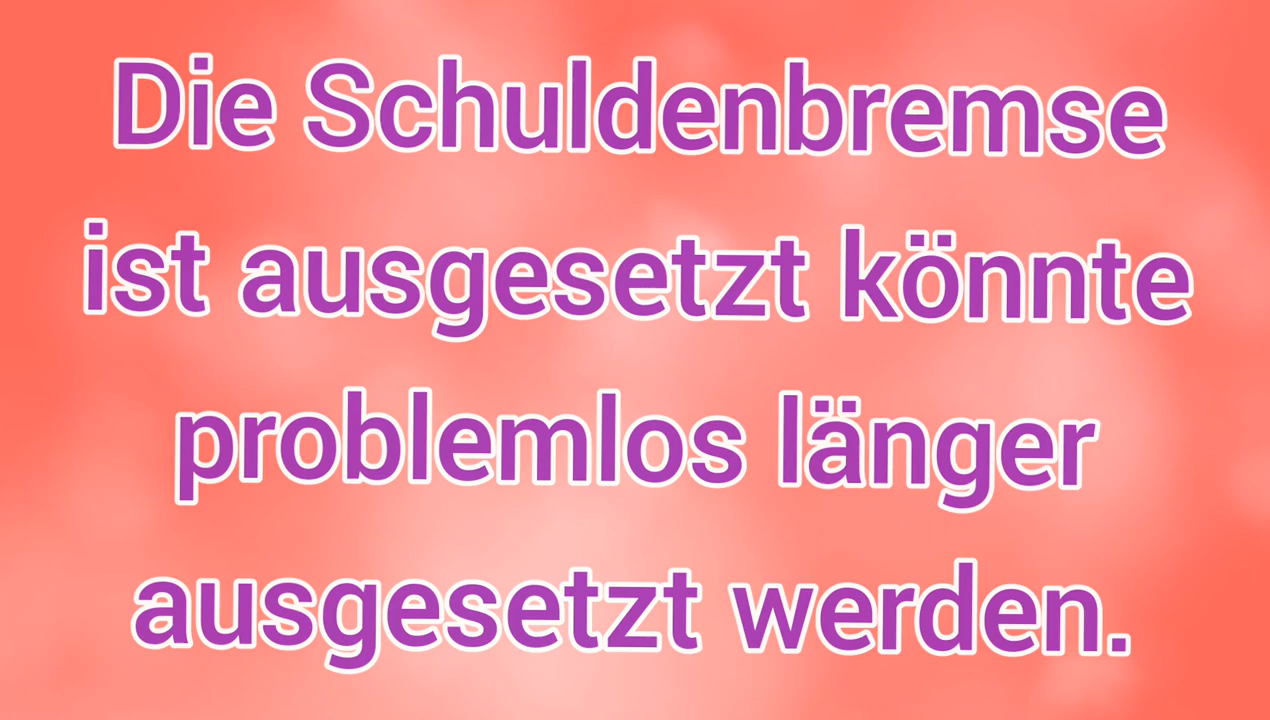 Die Schuldenbremse
ist ausgesetzt könnte
problemlos länger
ausgesetzt werden.